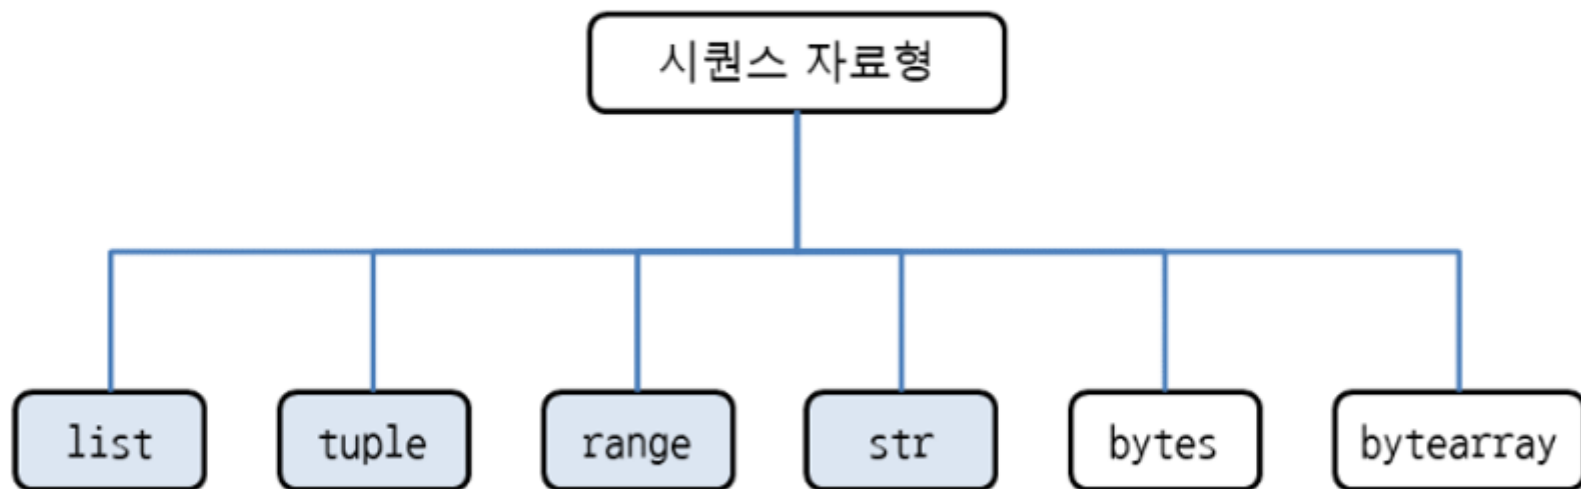 시퀀스 자료형
list
tuple
range
str
bytes
bytearray